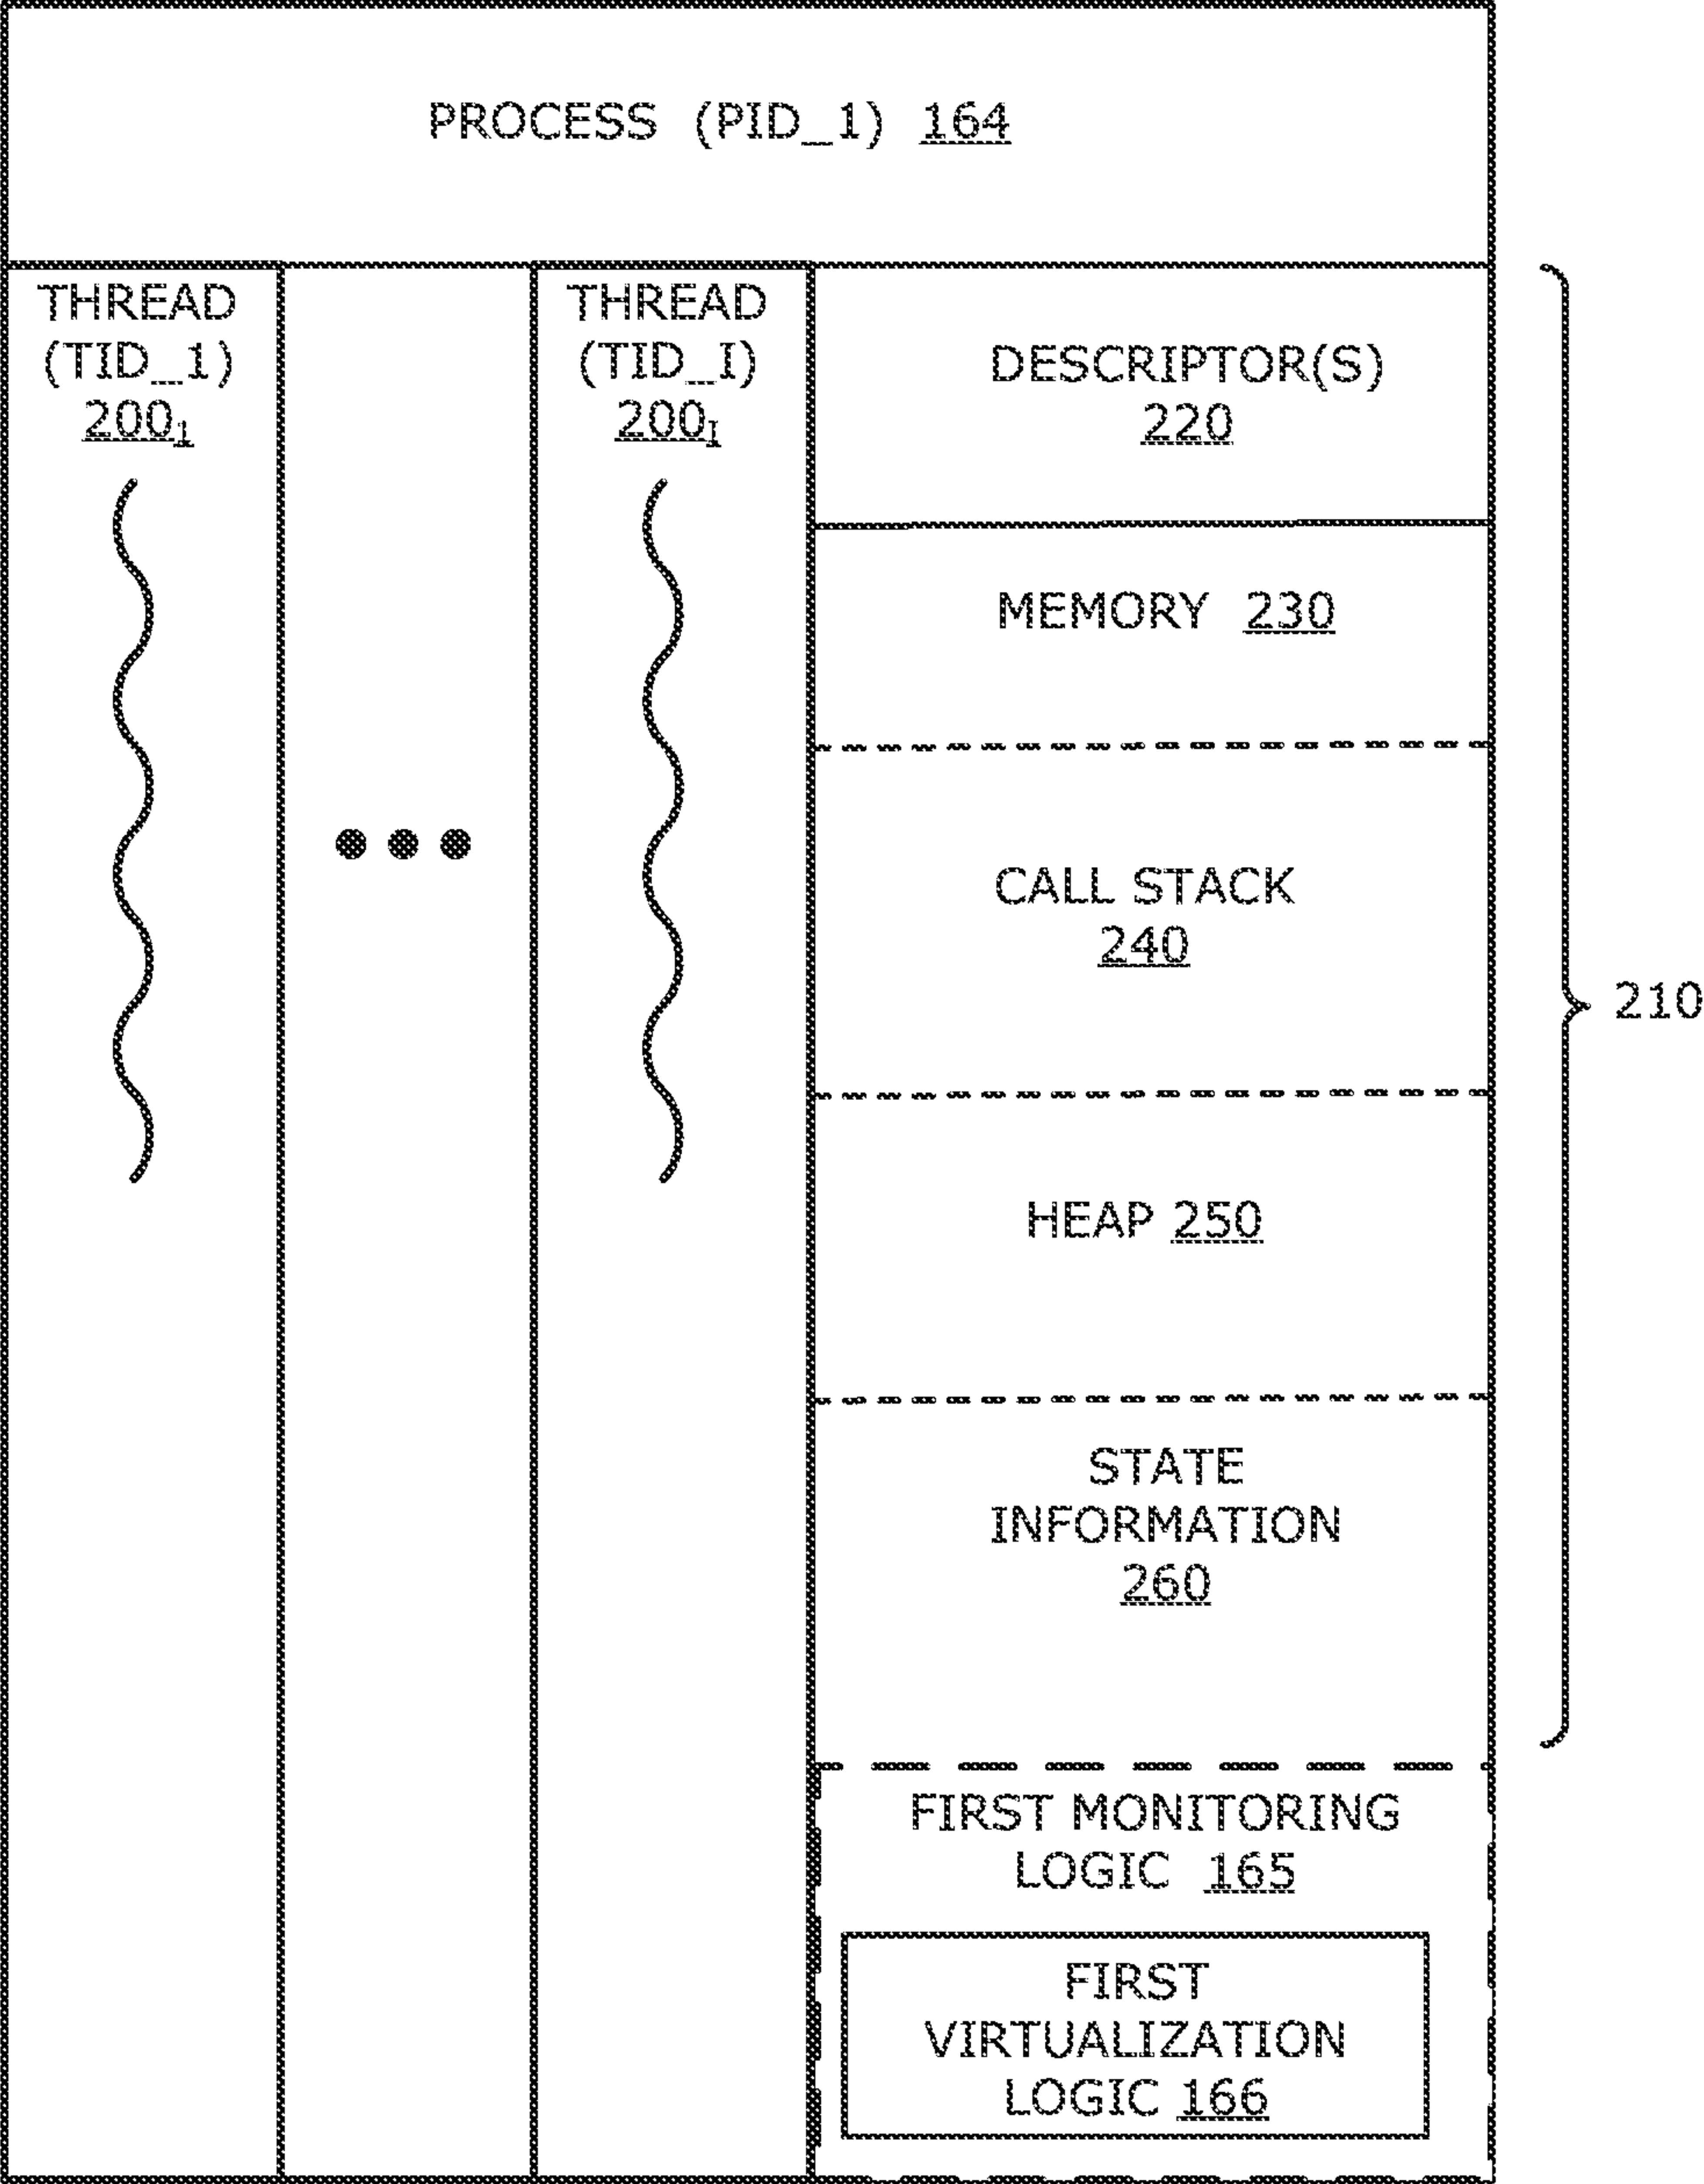 PROCESS (PID_1) 164
THREAD
(TID_1)
200₁
THREAD
(TID_I)
200I
DESCRIPTOR(S)
220
MEMORY 230
CALL STACK
240
HEAP 250
STATE
INFORMATION
260
210
FIRST MONITORING
LOGIC 165
FIRST
VIRTUALIZATION
LOGIC 166